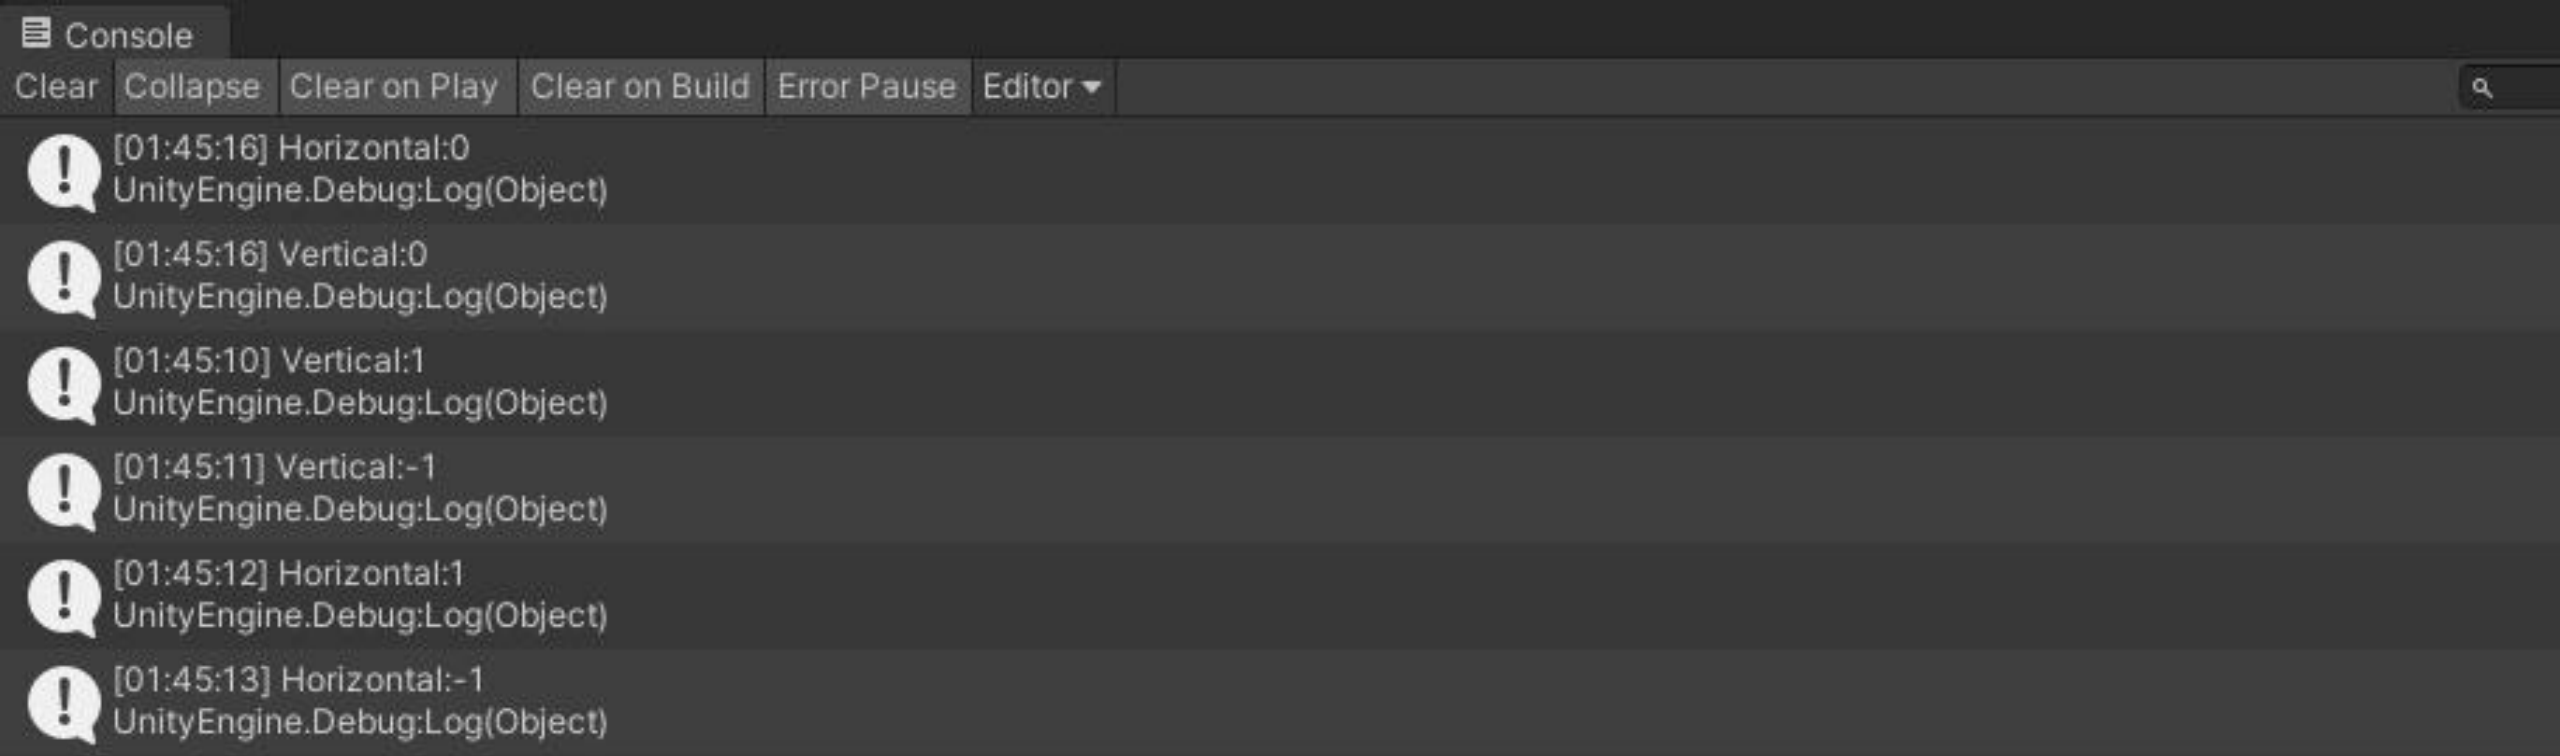 Console
Clear Collapse Clear on Play Clear on Build Error Pause Editor
[01:45:16] Horizontal:0
UnityEngine.Debug:Log(Object)
[01:45:16] Vertical:0
UnityEngine.Debug:Log(Object)
[01:45:10] Vertical:1
UnityEngine.Debug:Log(Object)
[01:45:11] Vertical:-1
UnityEngine.Debug:Log(Object)
[01:45:12] Horizontal:1
UnityEngine.Debug:Log(Object)
[01:45:13] Horizontal:-1
UnityEngine.Debug:Log(Object)